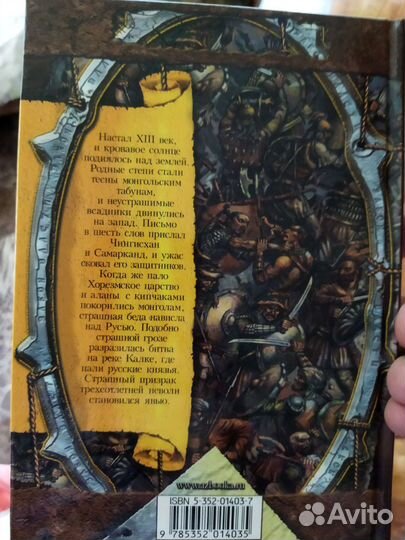 Настал XIII век,
и кровавое солнце
поднялось над землей.
Родные степи стали
тесны монгольским
табунам,
и неустрашимые
всадники двинулись
на запад. Письмо
в шесть слов прислал
Чингисхан
в Самарканд, и ужас
сковал его защитников.
Когда же пало
Хорезмское царство
и аланы с кипчаками
покорились монголам,
страшная беда нависла
над Русью. Подобно
страшной грозе
разразилась битва
на реке Калке, где
пали русские князья.
Страшный призрак
трехсотлетней неволи
становился явью.
www.azbooka.ru
ISBN 5-352-01403-7
9 785352 014035
Avito